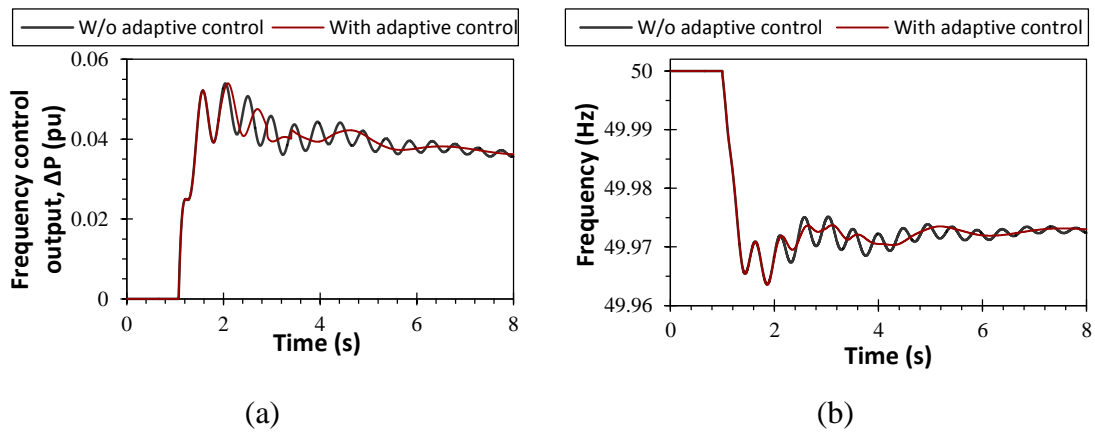 W/o adaptive control With adaptive control
Frequency control
output, ΔP (pu)
0.06
0.04
0.02
0
0 2 4 6 8
Time (s)
(a)
W/o adaptive control With adaptive control
Frequency (Hz)
50
49.99
49.98
49.97
49.96
0 2 4 6 8
Time (s)
(b)